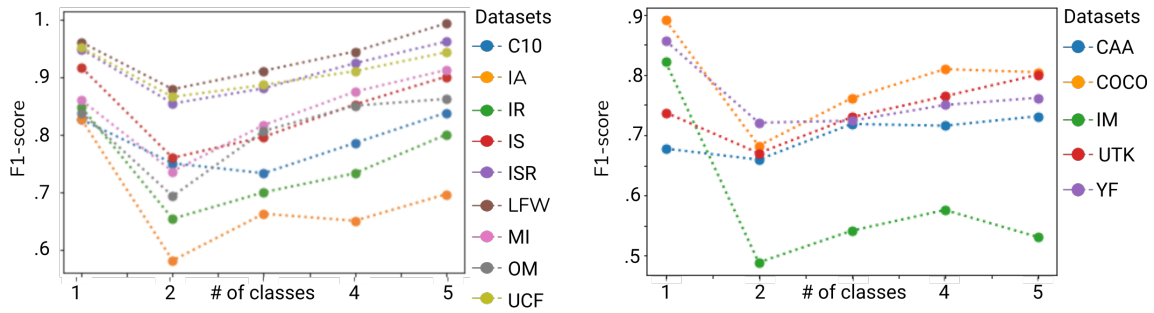 Datasets
1.
.9
.8
.7
.6
F1-score
1
2
# of classes
4
5
C10
IA
IR
IS
ISR
LFW
MI
OM
UCF
Datasets
.9
.8
.7
.6
.5
F1-score
1
2
# of classes
4
5
CAA
COCO
IM
UTK
YF